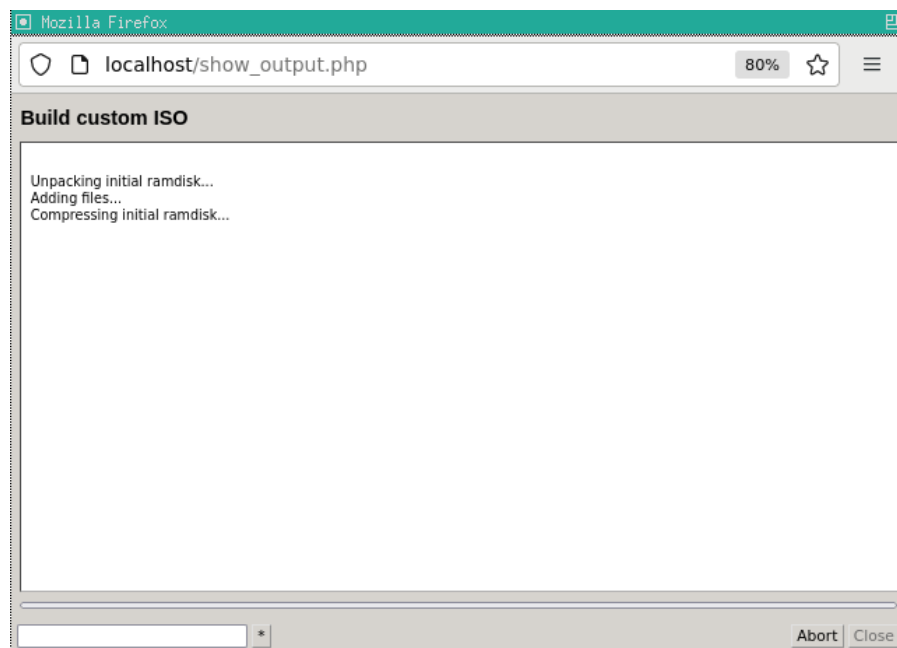 Mozilla Firefox
localhost/show_output.php 80%
Build custom ISO
Unpacking initial ramdisk...
Adding files...
Compressing initial ramdisk...
* Abort Close